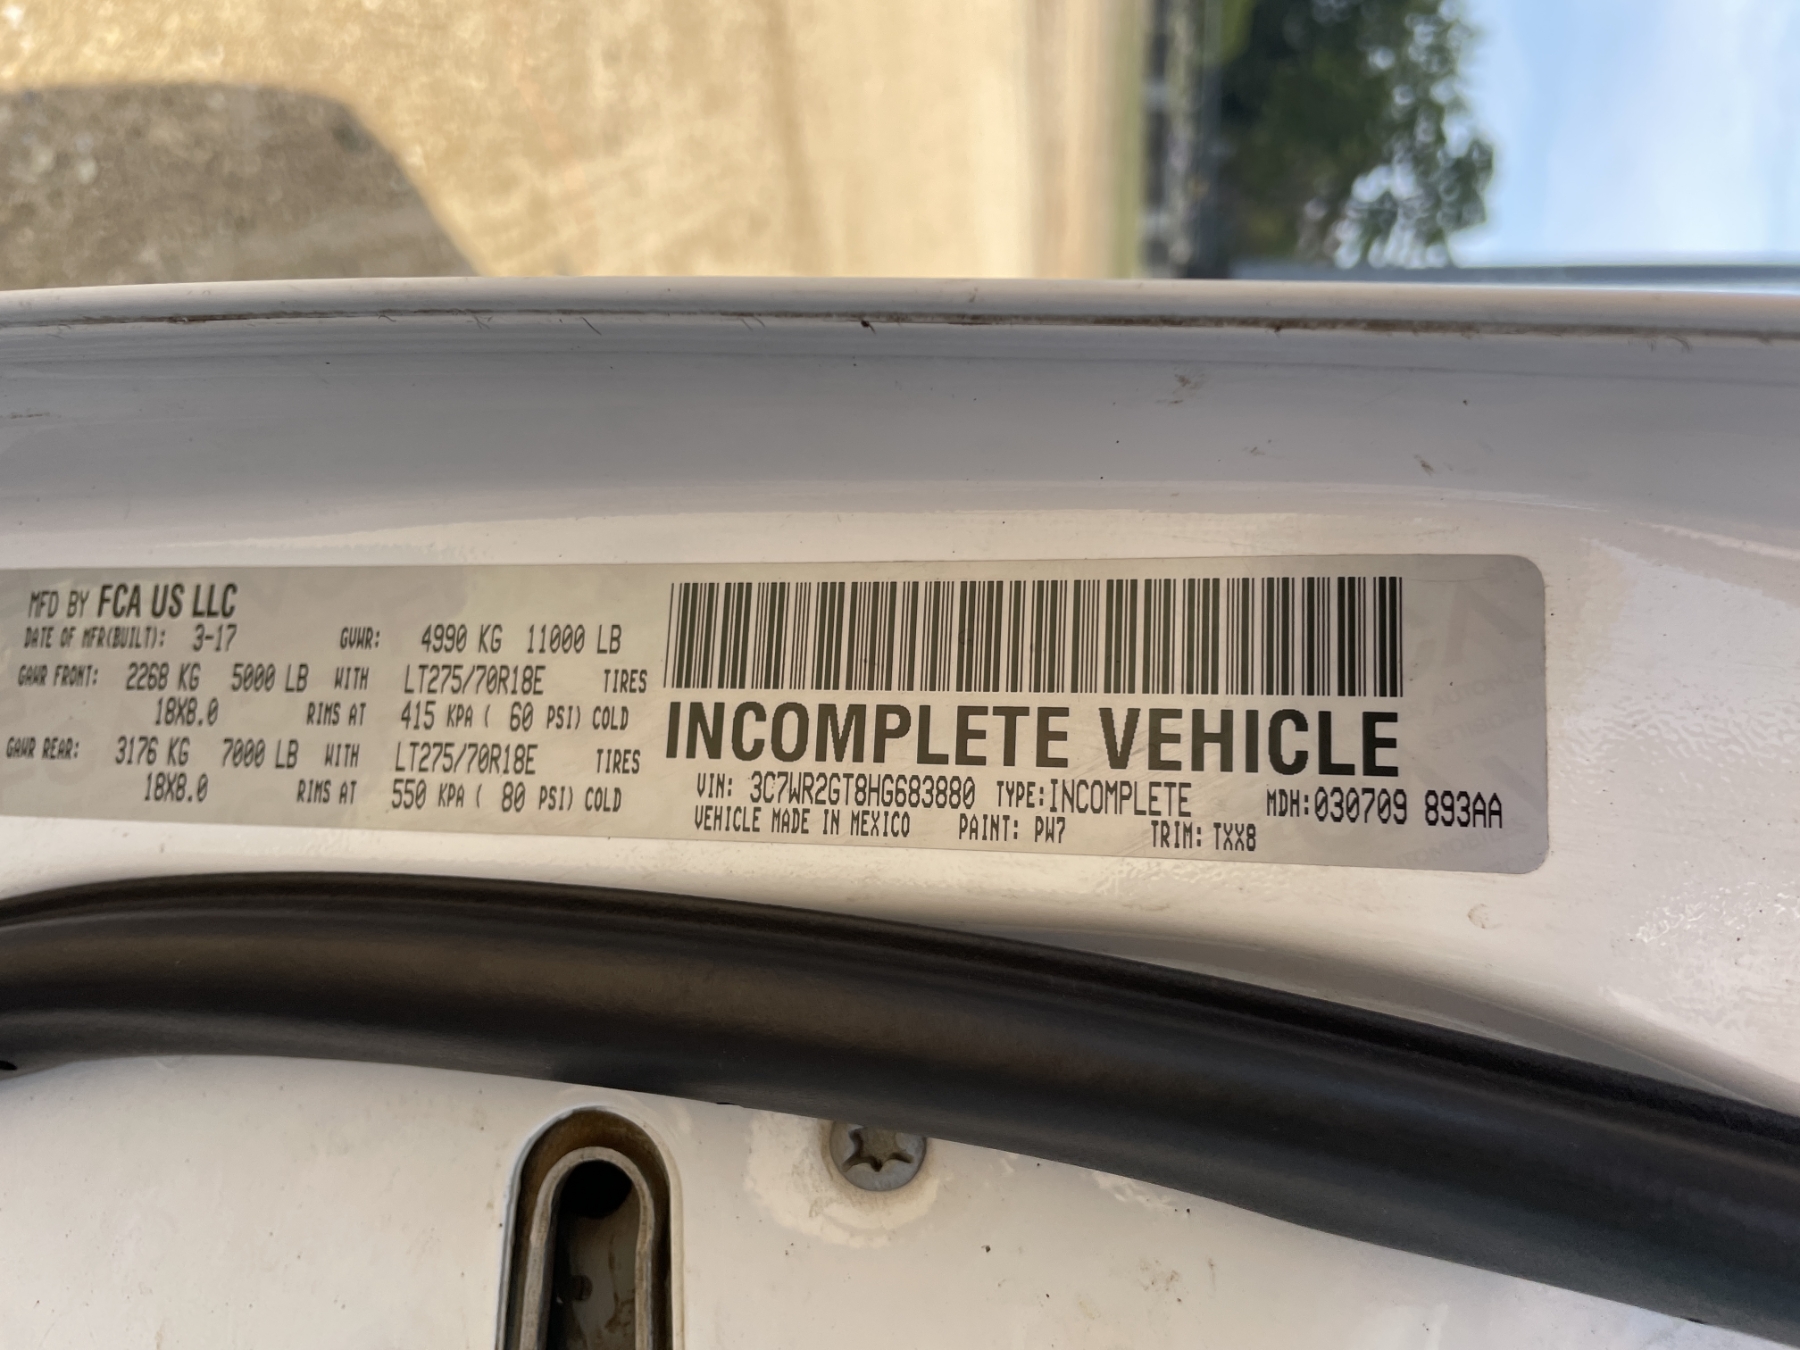 MFD BY FCA US LLC
DATE OF MFR(BUILT): 3-17 GVWR: 4990 KG 11000 LB
GAWR FRONT: 2268 KG 5000 LB WITH LT275/70R18E TIRES
18X8.0 RIMS AT 415 KPA ( 60 PSI) COLD
GAWR REAR: 3176 KG 7000 LB WITH LT275/70R18E TIRES
18X8.0 RIMS AT 550 KPA ( 80 PSI) COLD
INCOMPLETE VEHICLE
VIN: 3C7WR2GT8HG683880 TYPE:INCOMPLETE MDH:030709 893AA
VEHICLE MADE IN MEXICO PAINT: PW7 TRIM: TXX8